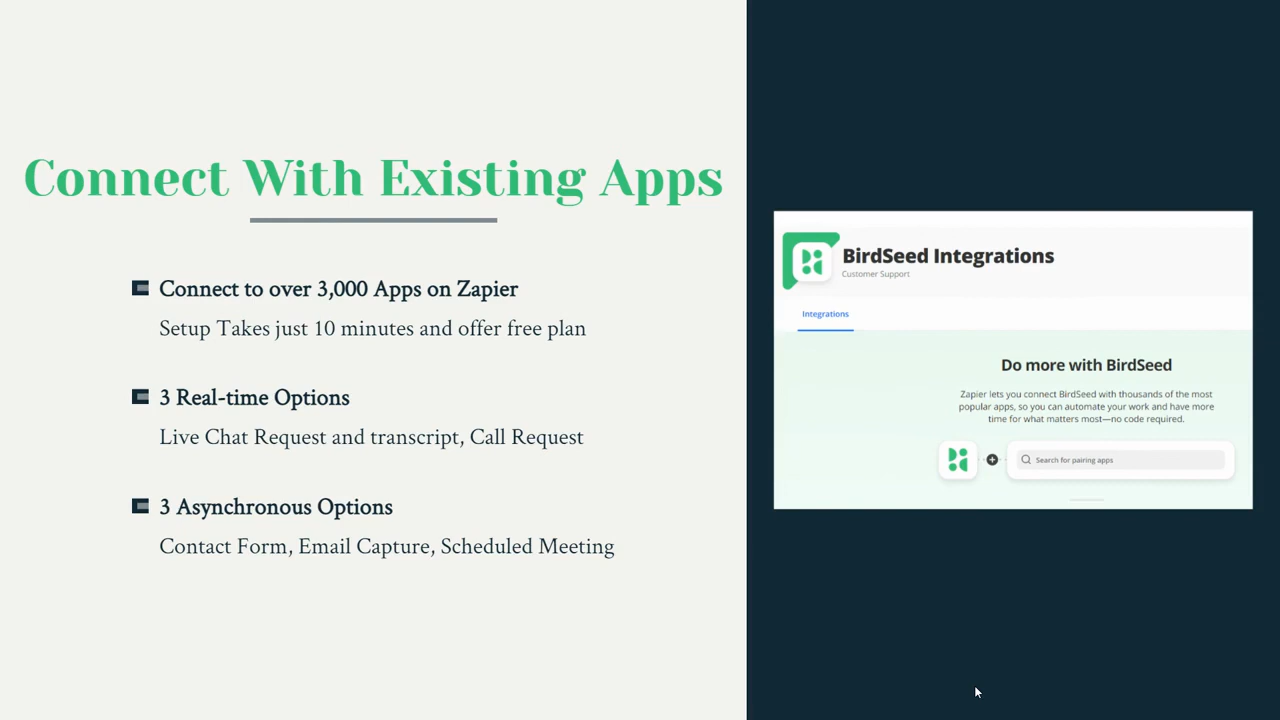 Connect With Existing Apps
Connect to over 3,000 Apps on Zapier
Setup Takes just 10 minutes and offer free plan
3 Real-time Options
Live Chat Request and transcript, Call Request
3 Asynchronous Options
Contact Form, Email Capture, Scheduled Meeting
BirdSeed Integrations
Customer Support
Integrations
Do more with BirdSeed
Zapier lets you connect BirdSeed with thousands of the most
popular apps, so you can automate your work and have more
time for what matters most—no code required.
Search for pairing apps